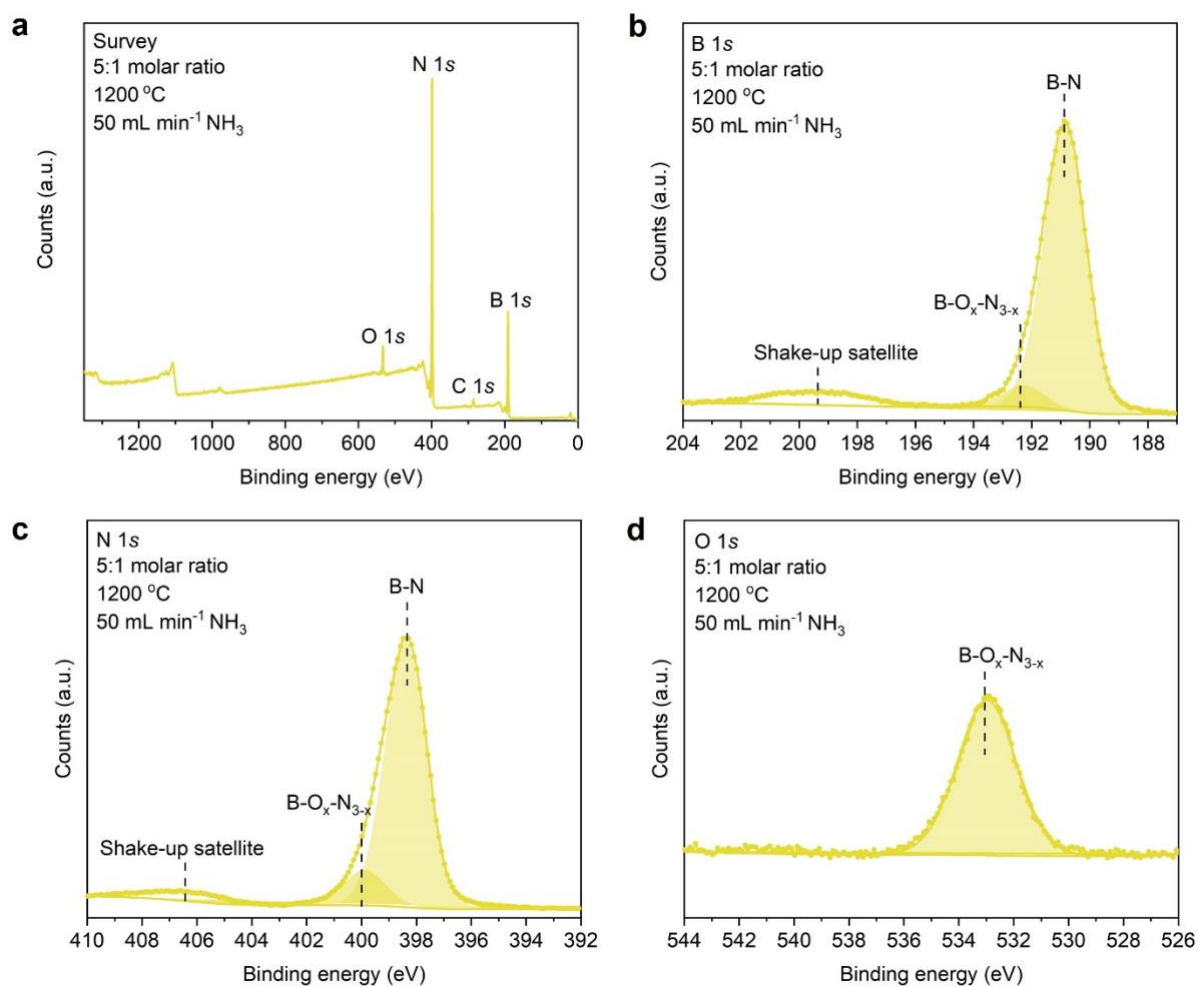 a
Survey
5:1 molar ratio
1200 °C
50 mL min⁻¹ NH₃
N 1s
B 1s
O 1s
C 1s
Counts (a.u.)
1200 1000 800 600 400 200 0
Binding energy (eV)
b
B 1s
5:1 molar ratio
1200 °C
50 mL min⁻¹ NH₃
B-N
B-Oₓ-N₃₋ₓ
Shake-up satellite
Counts (a.u.)
204 202 200 198 196 194 192 190 188
Binding energy (eV)
c
N 1s
5:1 molar ratio
1200 °C
50 mL min⁻¹ NH₃
B-N
B-Oₓ-N₃₋ₓ
Shake-up satellite
Counts (a.u.)
410 408 406 404 402 400 398 396 394 392
Binding energy (eV)
d
O 1s
5:1 molar ratio
1200 °C
50 mL min⁻¹ NH₃
B-Oₓ-N₃₋ₓ
Counts (a.u.)
544 542 540 538 536 534 532 530 528 526
Binding energy (eV)